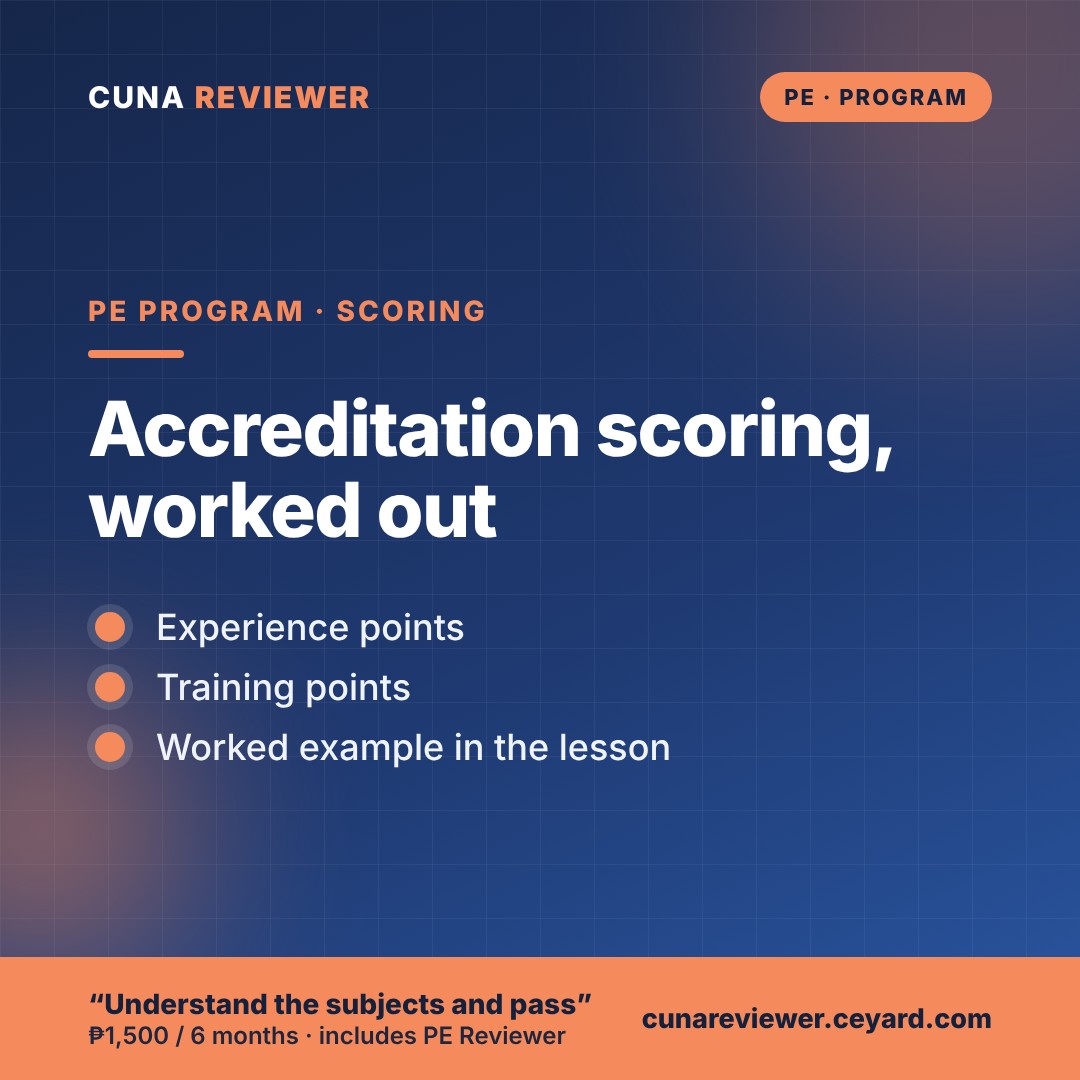 CUNA REVIEWER
PE · PROGRAM
PE PROGRAM · SCORING
Accreditation scoring,
worked out
Experience points
Training points
Worked example in the lesson
“Understand the subjects and pass”
₱1,500 / 6 months · includes PE Reviewer
cunareviewer.ceyard.com